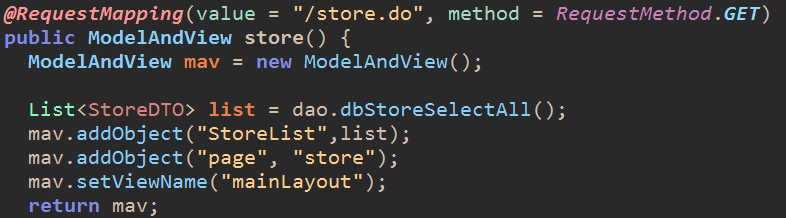 @RequestMapping(value = "/store.do", method = RequestMethod.GET)
public ModelAndView store() {
ModelAndView mav = new ModelAndView();
List<StoreDTO> list = dao.dbStoreSelectAll();
mav.addObject("StoreList",list);
mav.addObject("page", "store");
mav.setViewName("mainLayout");
return mav;